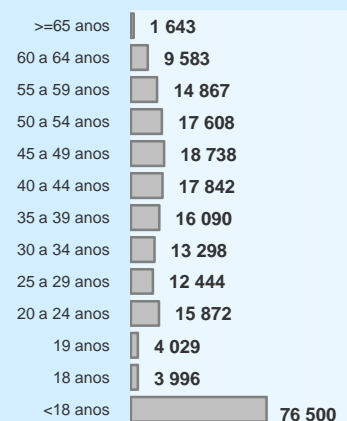 >=65 anos 1 643
60 a 64 anos 9 583
55 a 59 anos 14 867
50 a 54 anos 17 608
45 a 49 anos 18 738
40 a 44 anos 17 842
35 a 39 anos 16 090
30 a 34 anos 13 298
25 a 29 anos 12 444
20 a 24 anos 15 872
19 anos 4 029
18 anos 3 996
<18 anos 76 500